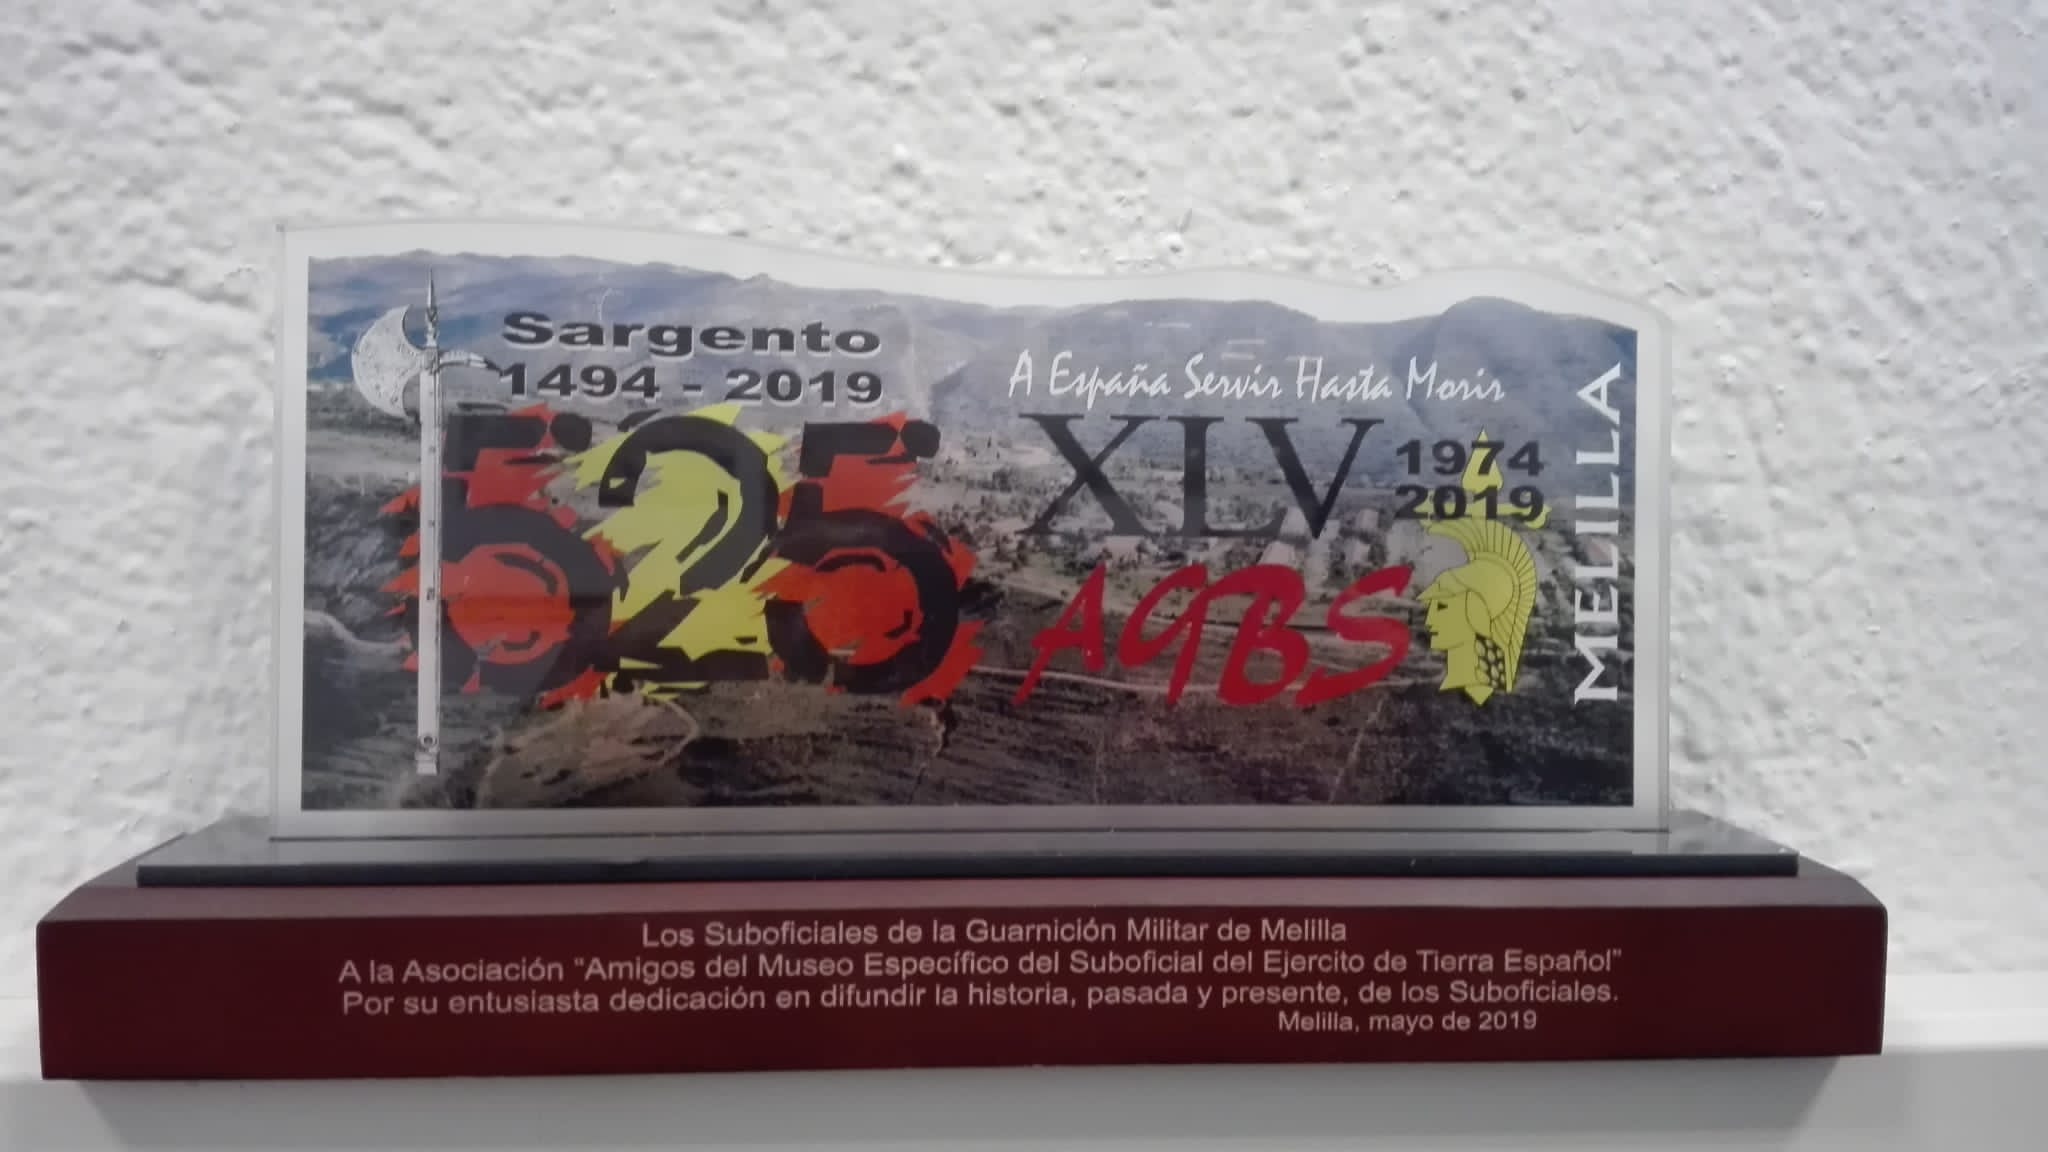 Sargento
1494 - 2019
525
A España Servir Hasta Morir
XLV
1974
2019
AGBS
MELILLA
Los Suboficiales de la Guarnición Militar de Melilla
A la Asociación "Amigos del Museo Específico del Suboficial del Ejercito de Tierra Español"
Por su entusiasta dedicación en difundir la historia, pasada y presente, de los Suboficiales.
Melilla, mayo de 2019